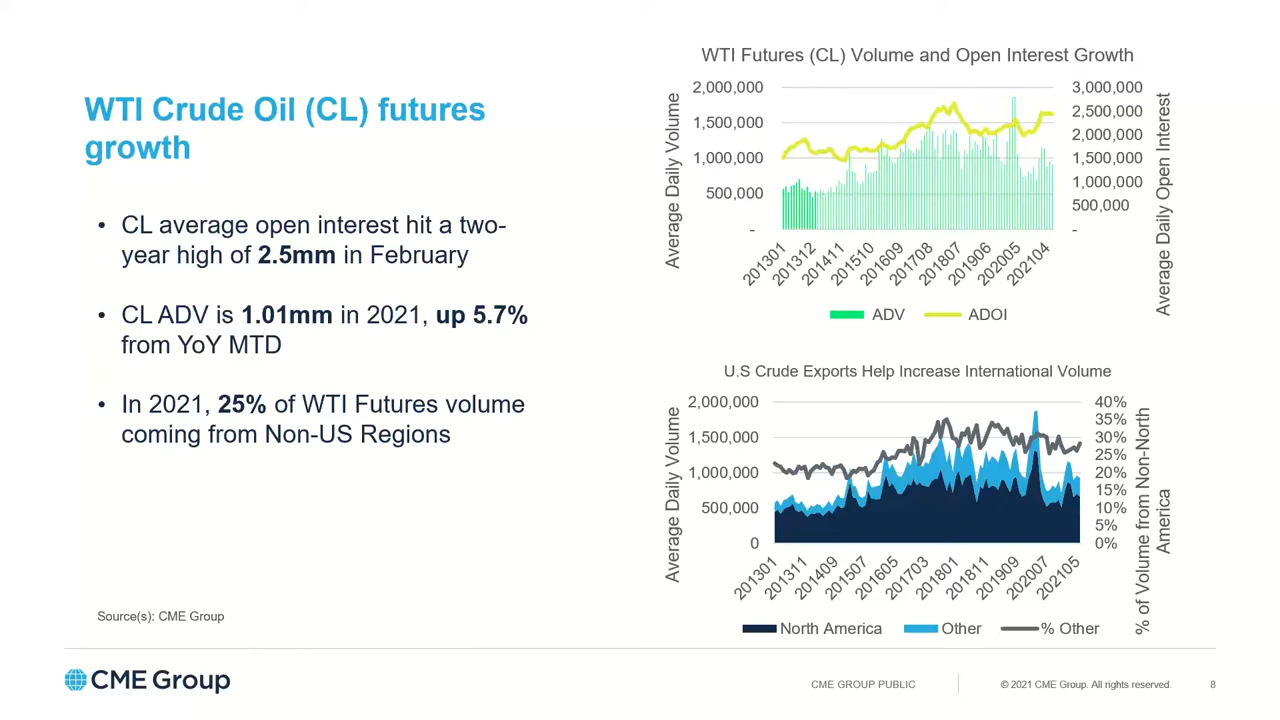 WTI Crude Oil (CL) futures
growth
• CL average open interest hit a two-
year high of 2.5mm in February
• CL ADV is 1.01mm in 2021, up 5.7%
from YoY MTD
• In 2021, 25% of WTI Futures volume
coming from Non-US Regions
Source(s): CME Group
WTI Futures (CL) Volume and Open Interest Growth
Average Daily Volume
2,000,000
1,500,000
1,000,000
500,000
-
3,000,000
2,500,000
2,000,000
1,500,000
1,000,000
500,000
-
Average Daily Open Interest
201301
201312
201411
201510
201609
201708
201807
201906
202005
202104
ADV
ADOI
U.S Crude Exports Help Increase International Volume
Average Daily Volume
2,000,000
1,500,000
1,000,000
500,000
0
40%
35%
30%
25%
20%
15%
10%
5%
0%
% of Volume from Non-North
America
201301
201311
201409
201507
201605
201703
201801
201811
201909
202007
202105
North America
Other
% Other
CME Group
CME GROUP PUBLIC
© 2021 CME Group. All rights reserved.
8